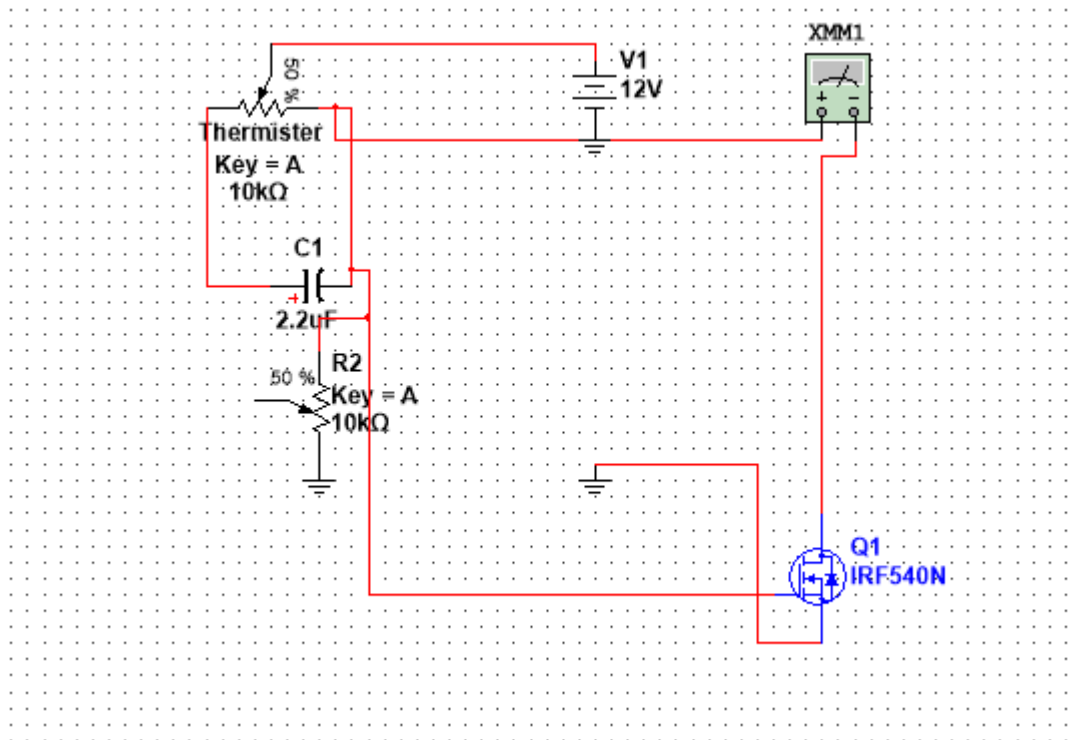 XMM1
50 %
V1
12V
+ −
Thermister
Key = A
10kΩ
C1
+
2.2uF
R2
50 %
Key = A
10kΩ
Q1
IRF540N